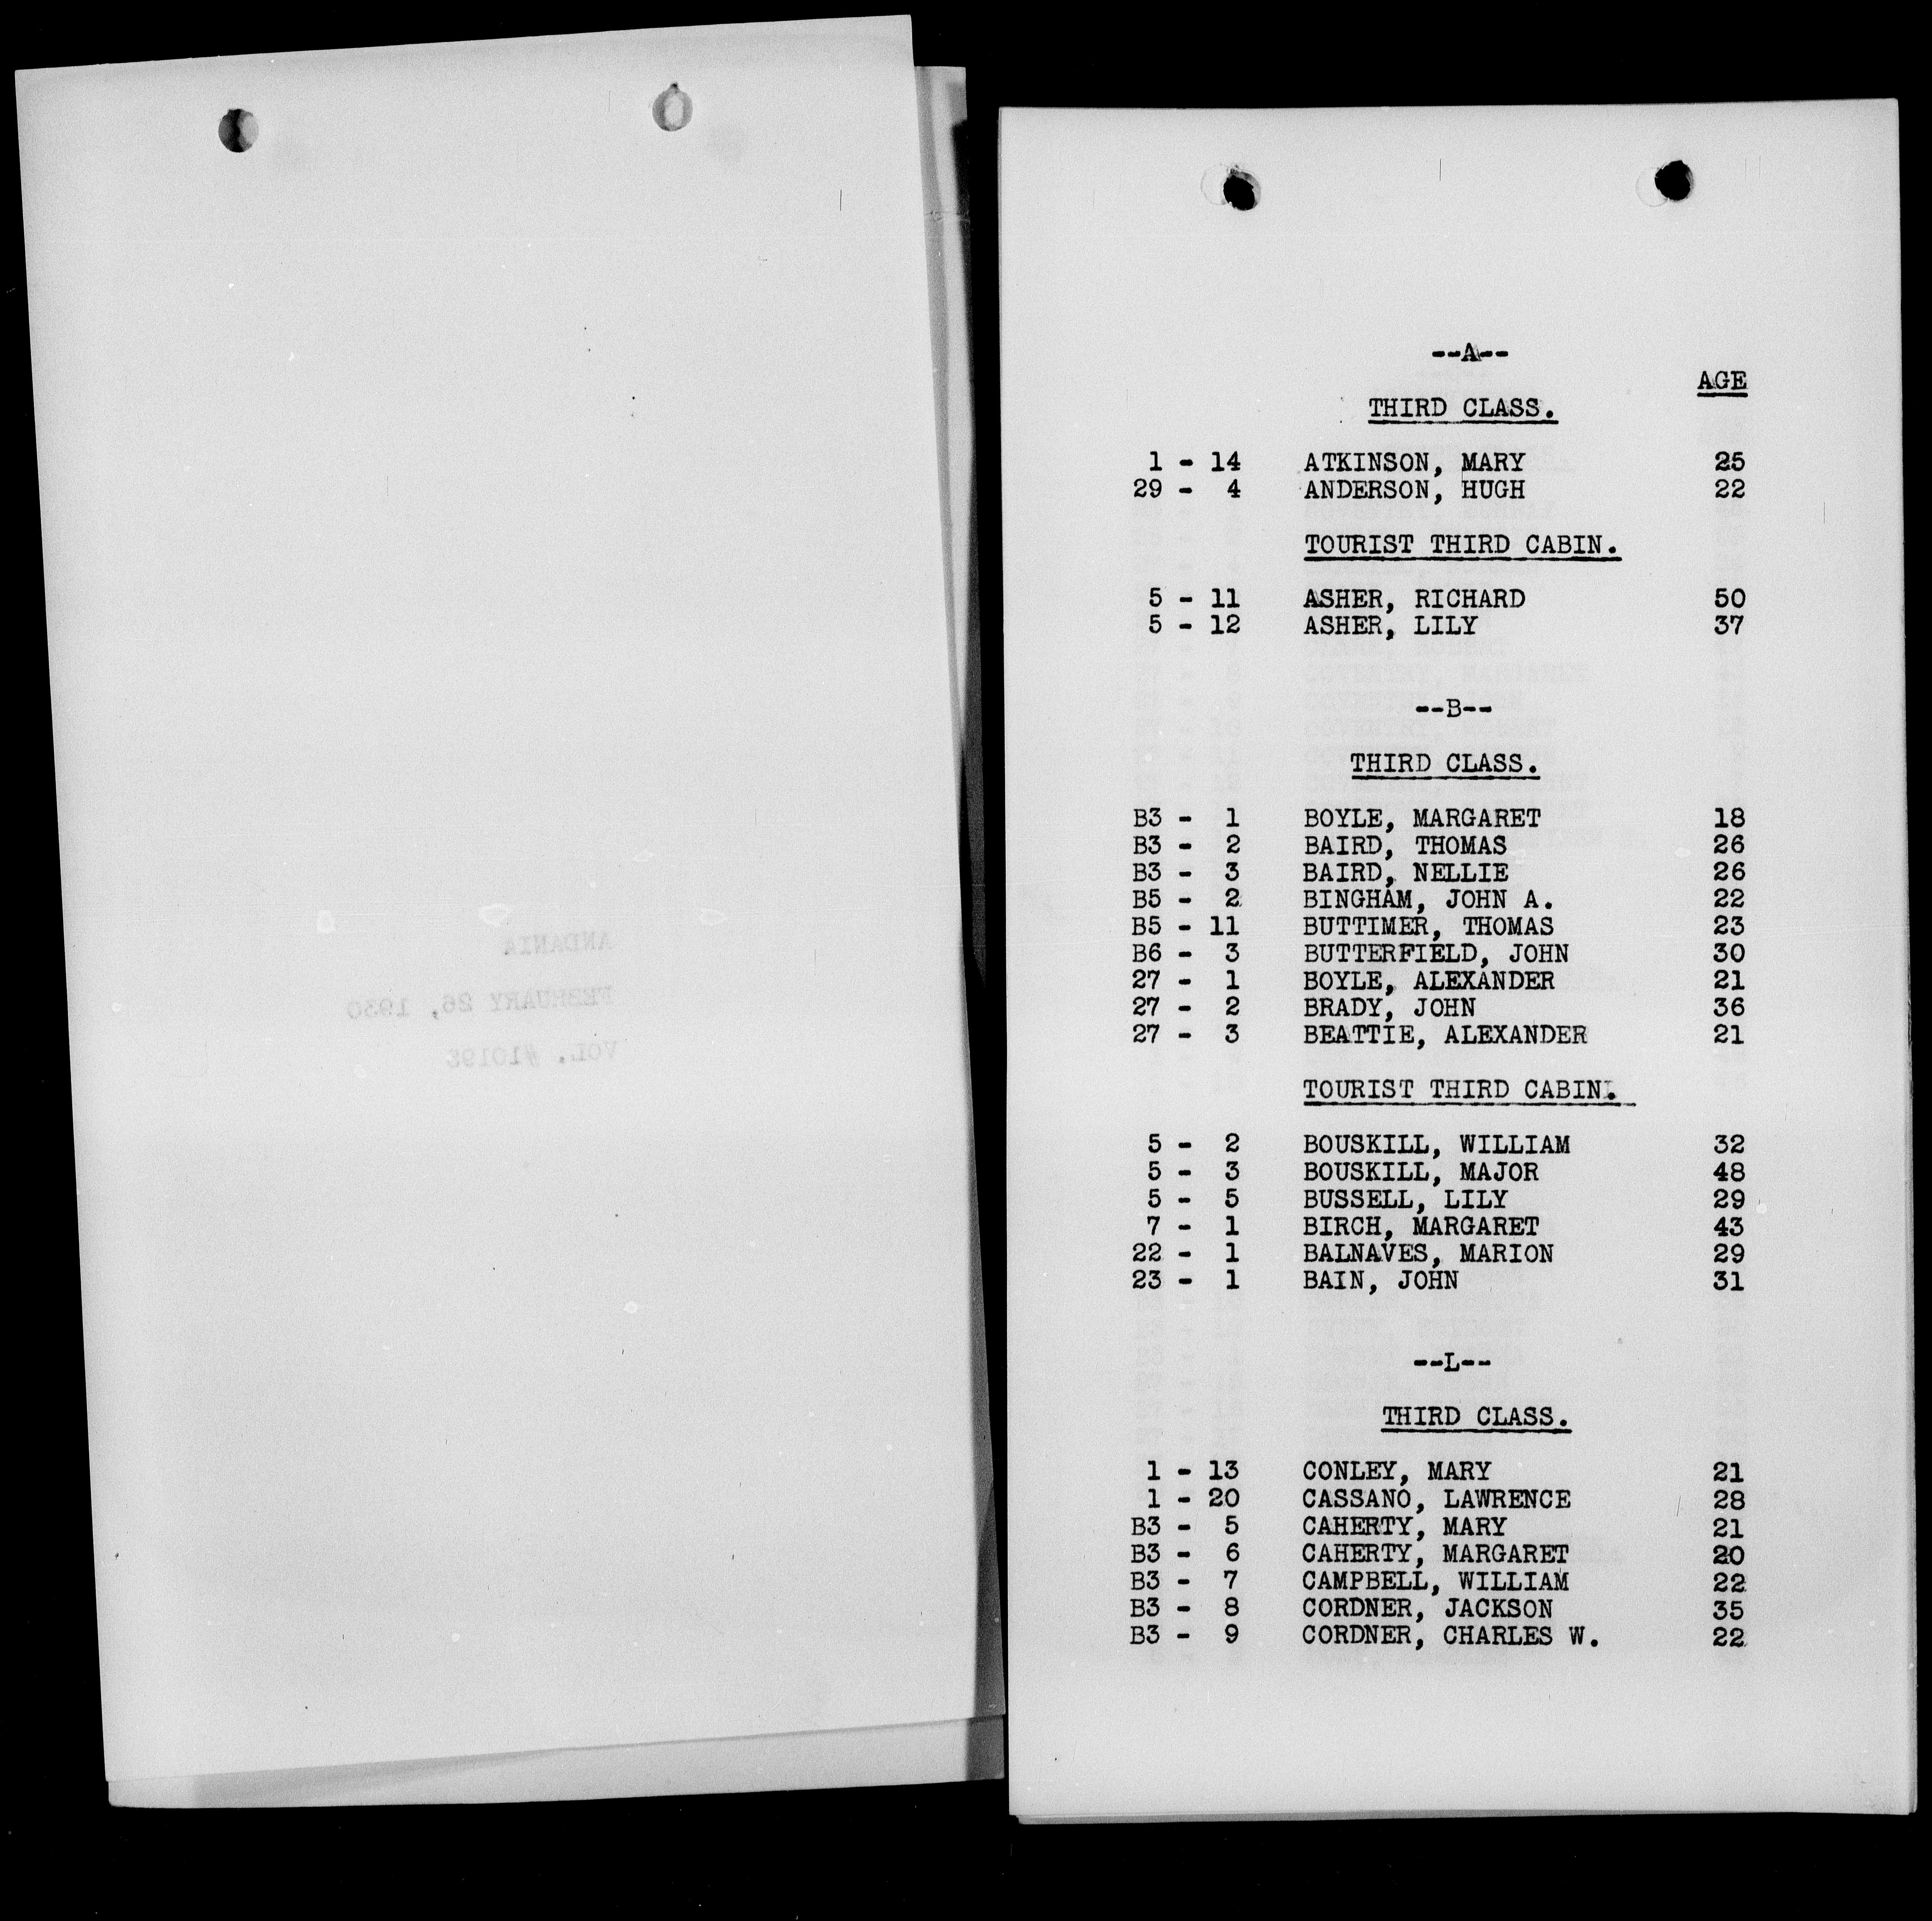 ANDANIA
FEBRUARY 26, 1930
VOL. #10193
--A--
AGE
THIRD CLASS.
1 - 14 ATKINSON, MARY 25
29 - 4 ANDERSON, HUGH 22
TOURIST THIRD CABIN.
5 - 11 ASHER, RICHARD 50
5 - 12 ASHER, LILY 37
--B--
THIRD CLASS.
B3 - 1 BOYLE, MARGARET 18
B3 - 2 BAIRD, THOMAS 26
B3 - 3 BAIRD, NELLIE 26
B5 - 2 BINGHAM, JOHN A. 22
B5 - 11 BUTTIMER, THOMAS 23
B6 - 3 BUTTERFIELD, JOHN 30
27 - 1 BOYLE, ALEXANDER 21
27 - 2 BRADY, JOHN 36
27 - 3 BEATTIE, ALEXANDER 21
TOURIST THIRD CABIN.
5 - 2 BOUSKILL, WILLIAM 32
5 - 3 BOUSKILL, MAJOR 48
5 - 5 BUSSELL, LILY 29
7 - 1 BIRCH, MARGARET 43
22 - 1 BALNAVES, MARION 29
23 - 1 BAIN, JOHN 31
--L--
THIRD CLASS.
1 - 13 CONLEY, MARY 21
1 - 20 CASSANO, LAWRENCE 28
B3 - 5 CAHERTY, MARY 21
B3 - 6 CAHERTY, MARGARET 20
B3 - 7 CAMPBELL, WILLIAM 22
B3 - 8 CORDNER, JACKSON 35
B3 - 9 CORDNER, CHARLES W. 22